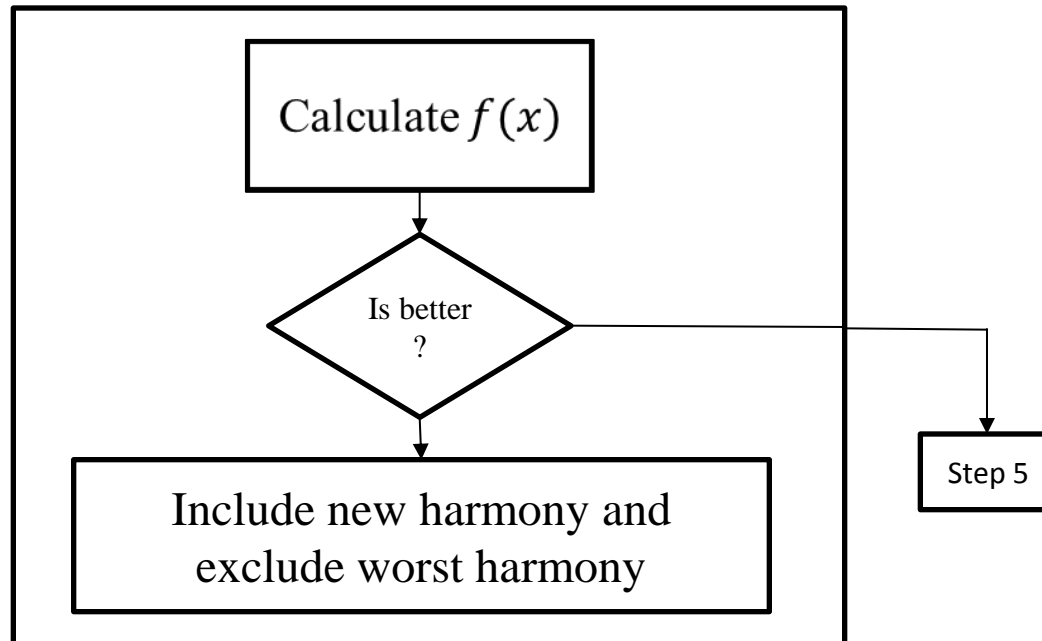 Calculate f(x)
Is better
?
Step 5
Include new harmony and
exclude worst harmony